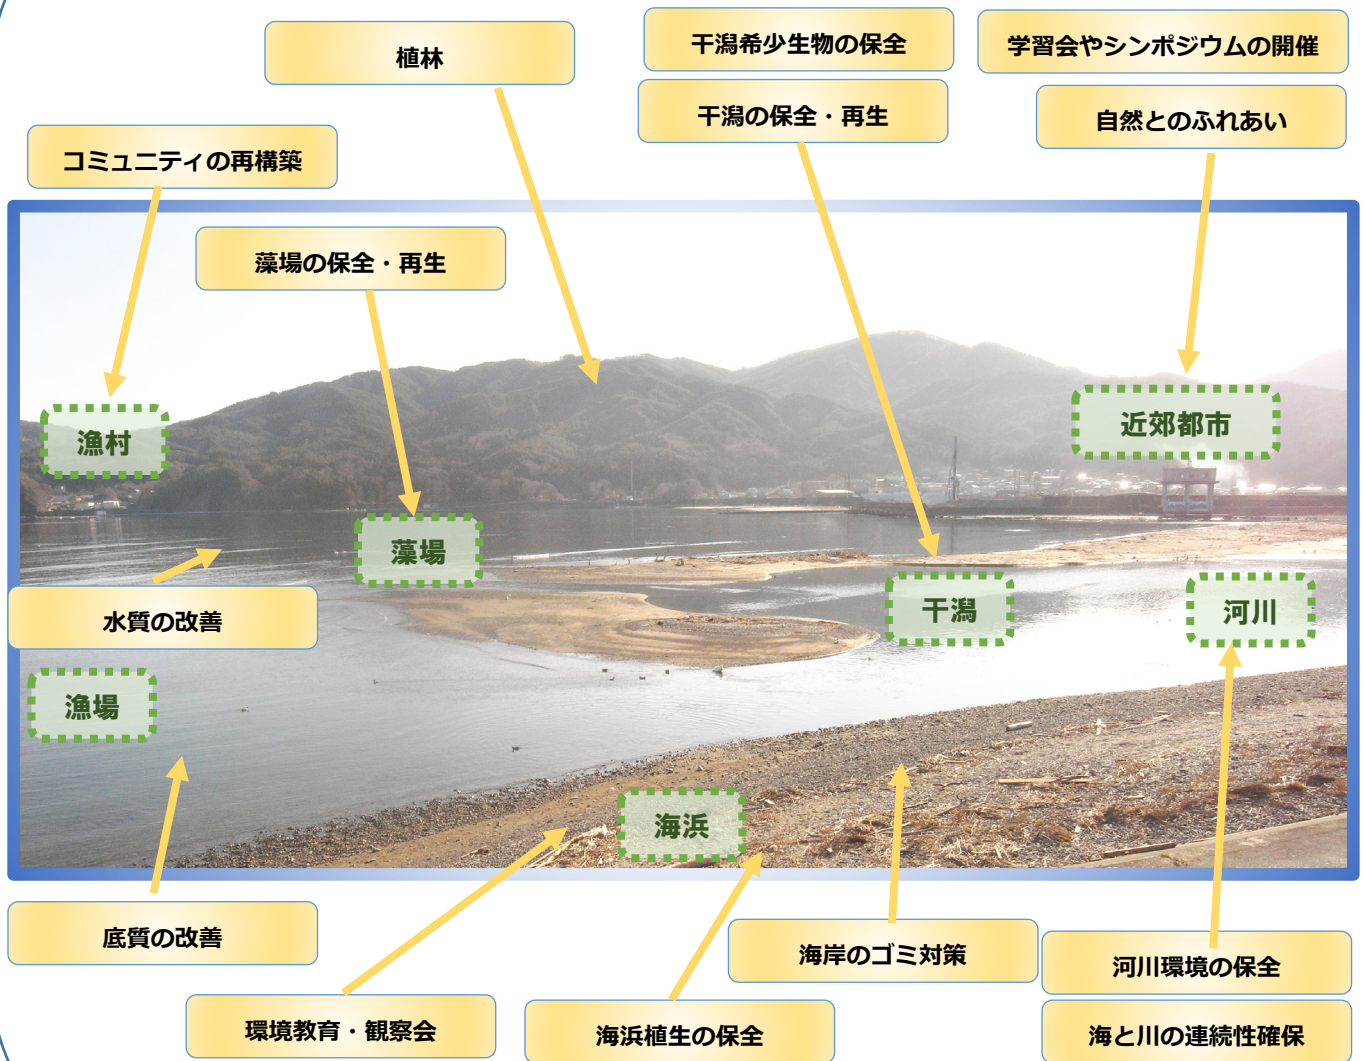 植林
干潟希少生物の保全
学習会やシンポジウムの開催
干潟の保全・再生
自然とのふれあい
コミュニティの再構築
藻場の保全・再生
漁村
近郊都市
藻場
干潟
河川
水質の改善
漁場
海浜
底質の改善
海岸のゴミ対策
河川環境の保全
環境教育・観察会
海浜植生の保全
海と川の連続性確保